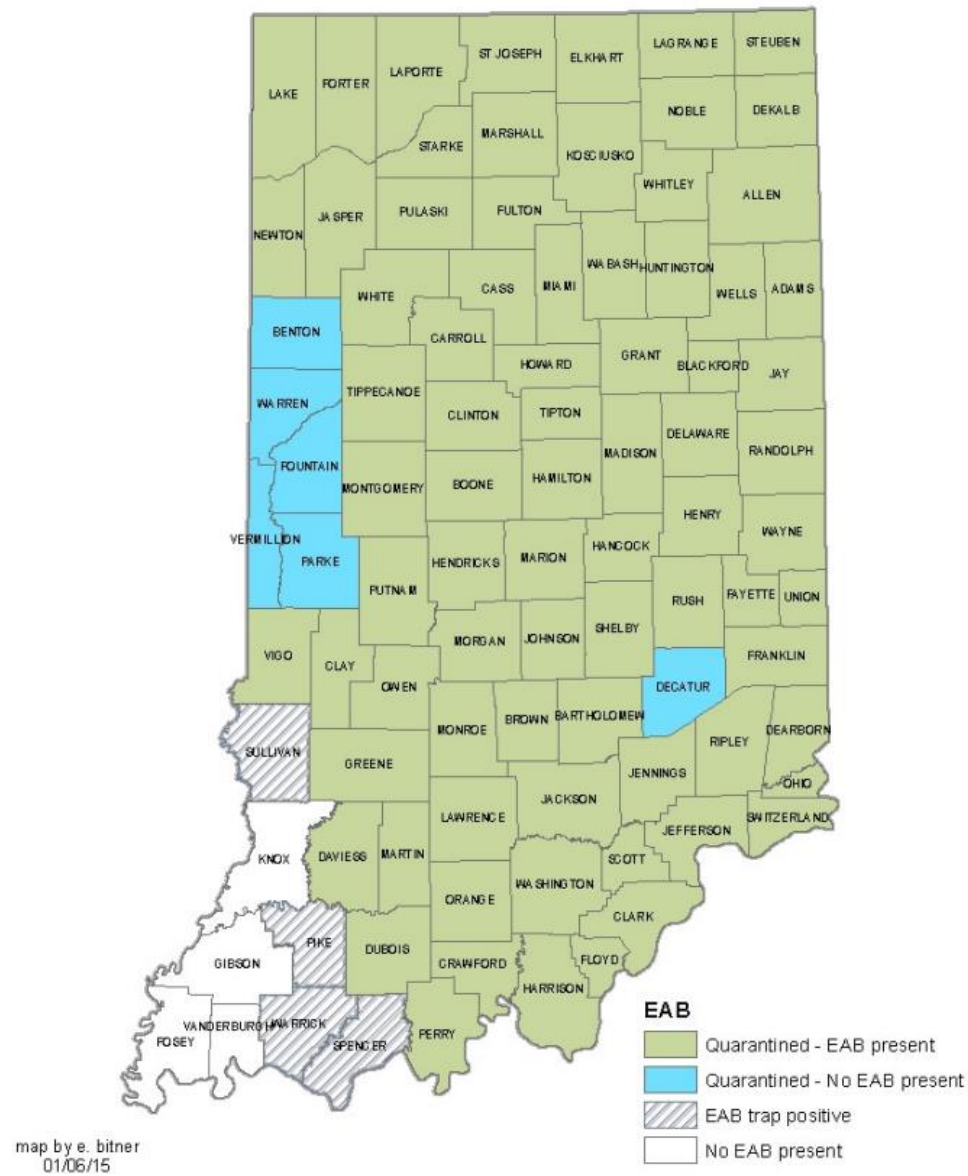 ST JOSEPH
ELKHART
LAGRANGE
STEUBEN
LAKE
PORTER
LAPORTE
NOBLE
DEKALB
STARKE
MARSHALL
KOSCIUSKO
WHITLEY
ALLEN
NEWTON
JASPER
PULASKI
FULTON
WHITE
CASS
MIAMI
WABASH
HUNTINGTON
WELLS
ADAMS
BENTON
CARROLL
HOWARD
GRANT
BLACKFORD
JAY
WARREN
TIPPECANOE
CLINTON
TIPTON
MADISON
DELAWARE
RANDOLPH
FOUNTAIN
MONTGOMERY
BOONE
HAMILTON
HENRY
WAYNE
VERMILLION
PARKE
PUTNAM
HENDRICKS
MARION
HANCOCK
RUSH
FAYETTE
UNION
VIGO
CLAY
OWEN
MORGAN
JOHNSON
SHELBY
DECATUR
FRANKLIN
SULLIVAN
GREENE
MONROE
BROWN
BARTHOLOMEW
JENNINGS
RIPLEY
DEARBORN
OHIO
KNOX
DAVIESS
MARTIN
LAWRENCE
JACKSON
JEFFERSON
SWITZERLAND
ORANGE
WASHINGTON
SCOTT
CLARK
GIBSON
PIKE
DUBOIS
CRAWFORD
HARRISON
FLOYD
POSEY
VANDERBURGH
WARRICK
SPENCER
PERRY
EAB
Quarantined - EAB present
Quarantined - No EAB present
EAB trap positive
No EAB present
map by e. bitner
01/06/15